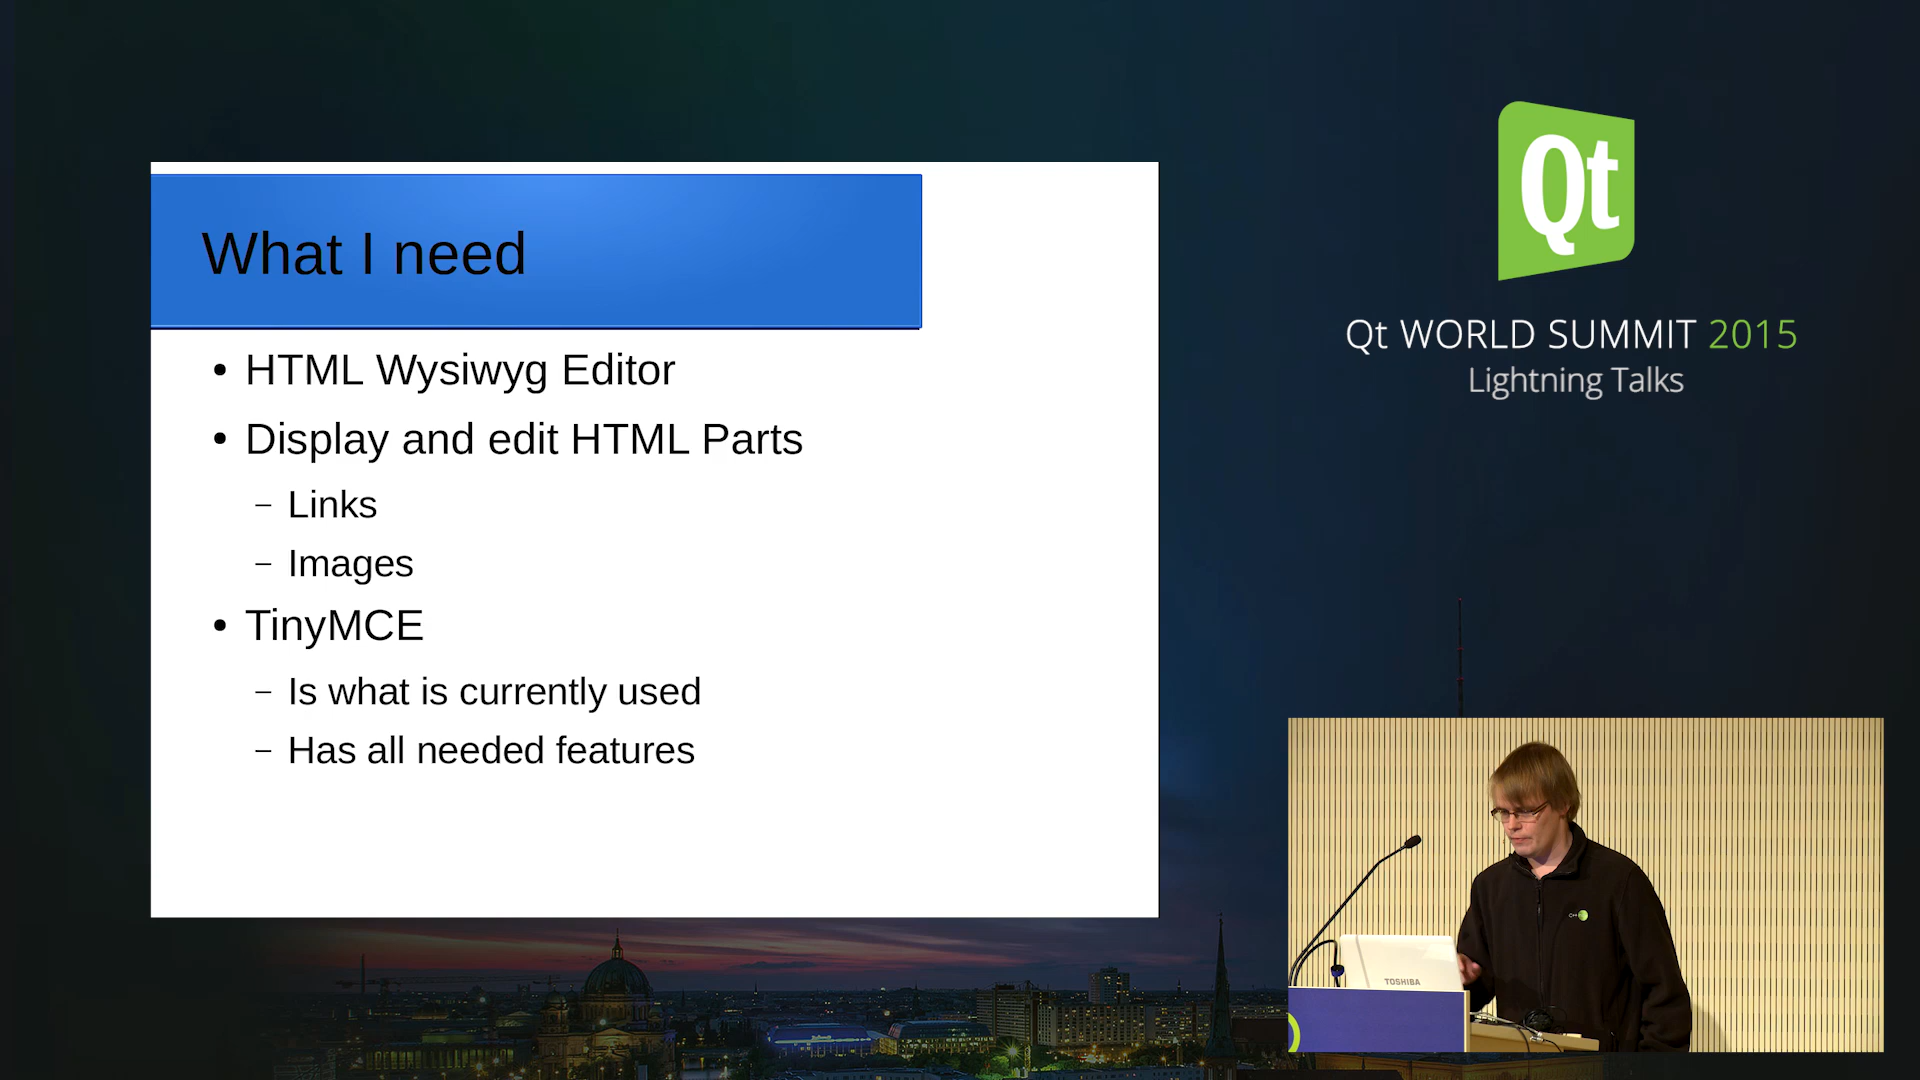 What I need
• HTML Wysiwyg Editor
• Display and edit HTML Parts
– Links
– Images
• TinyMCE
– Is what is currently used
– Has all needed features
Qt
Qt WORLD SUMMIT 2015
Lightning Talks
TOSHIBA